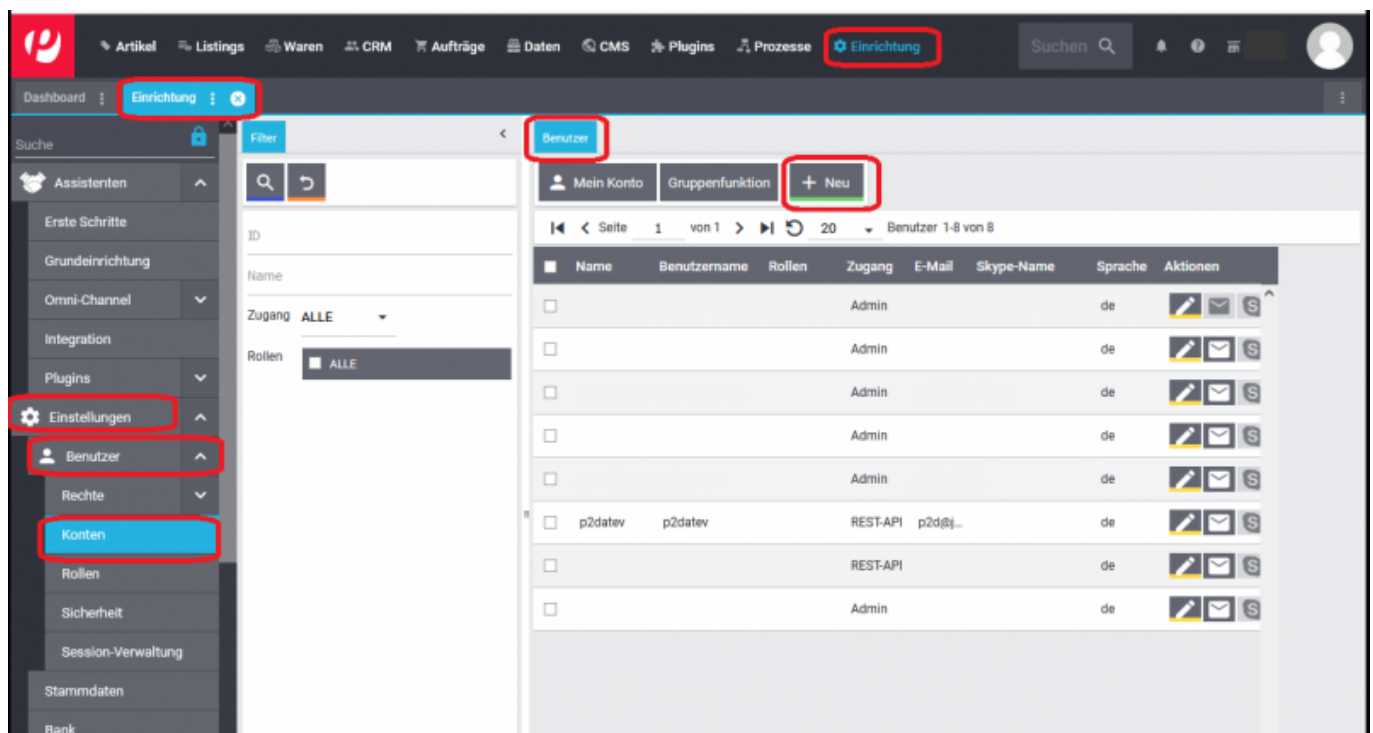 Artikel Listings Waren CRM Aufträge Daten CMS Plugins Prozesse Einrichtung Suchen
Dashboard Einrichtung
Suche
Assistenten
Erste Schritte
Grundeinrichtung
Omni-Channel
Integration
Plugins
Einstellungen
Benutzer
Rechte
Konten
Rollen
Sicherheit
Session-Verwaltung
Stammdaten
Bank
Filter
ID
Name
Zugang ALLE
Rollen ALLE
Benutzer
Mein Konto Gruppenfunktion + Neu
Seite 1 von 1 20 Benutzer 1-8 von 8
Name Benutzername Rollen Zugang E-Mail Skype-Name Sprache Aktionen
Admin de
Admin de
Admin de
Admin de
Admin de
p2datev p2datev REST-API p2d@j... de
REST-API de
Admin de